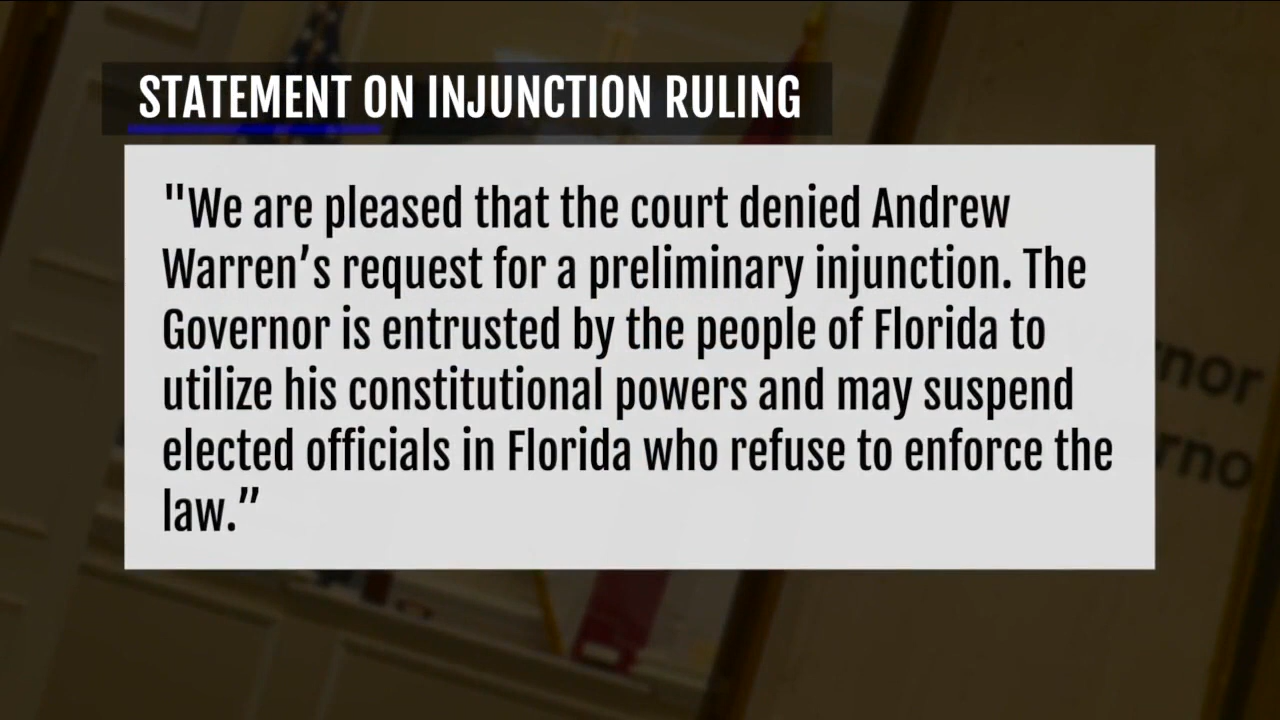 STATEMENT ON INJUNCTION RULING
"We are pleased that the court denied Andrew
Warren’s request for a preliminary injunction. The
Governor is entrusted by the people of Florida to
utilize his constitutional powers and may suspend
elected officials in Florida who refuse to enforce the
law.”
rnor
rno